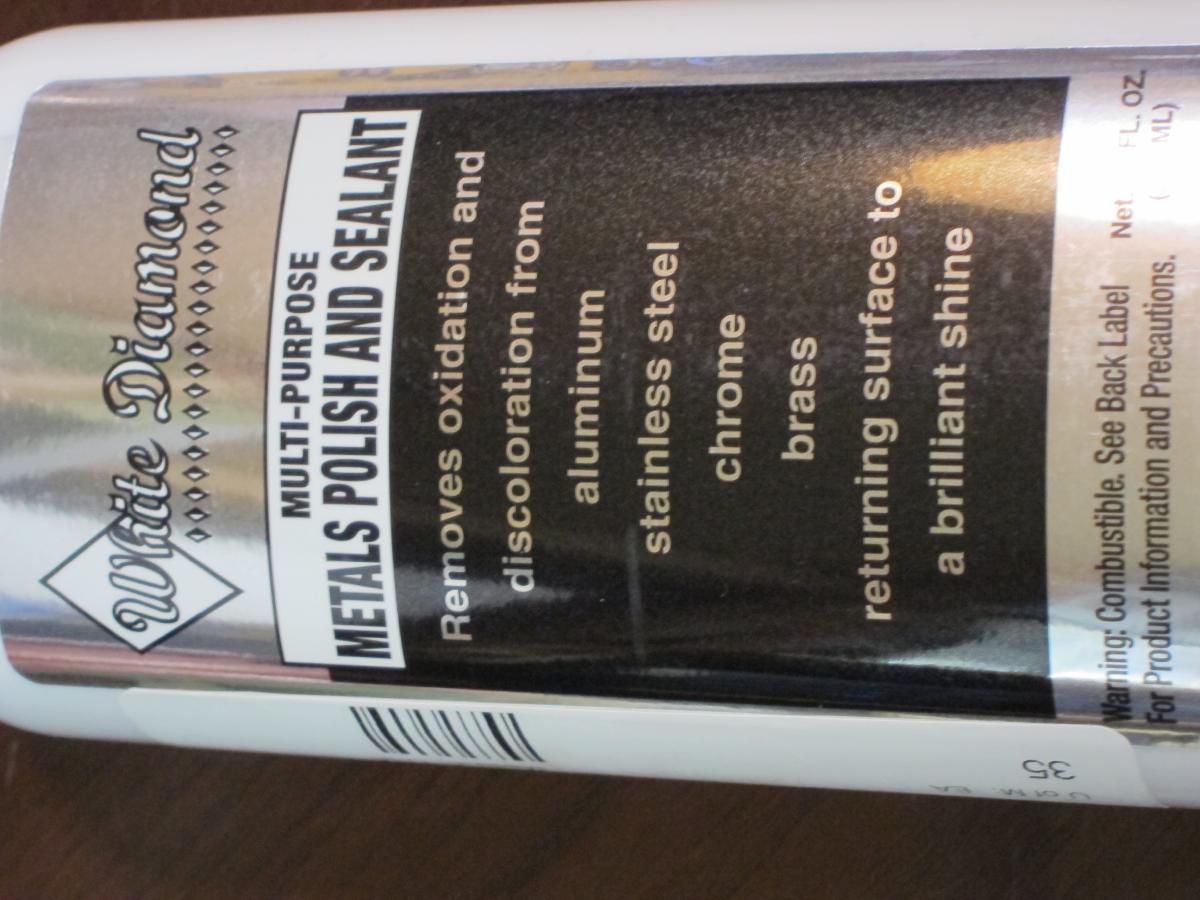 White Diamond
MULTI-PURPOSE
METALS POLISH AND SEALANT
Removes oxidation and
discoloration from
aluminum
stainless steel
chrome
brass
returning surface to
a brilliant shine
Warning: Combustible. See Back Label
For Product Information and Precautions.
Net FL. OZ.
( ML)
35
U of M: EA